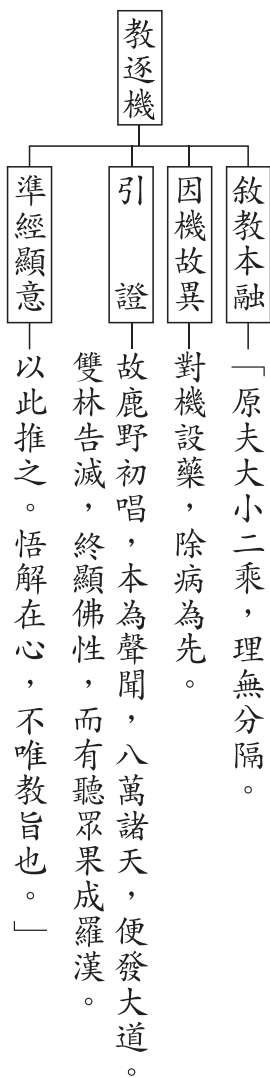 教逐機
敘教本融
「原夫大小二乘，理無分隔。
因機故異
對機設藥，除病為先。
引證
故鹿野初唱，本為聲聞，八萬諸天，便發大道。
雙林告滅，終顯佛性，而有聽眾果成羅漢。
準經顯意
以此推之。悟解在心，不唯教旨也。」